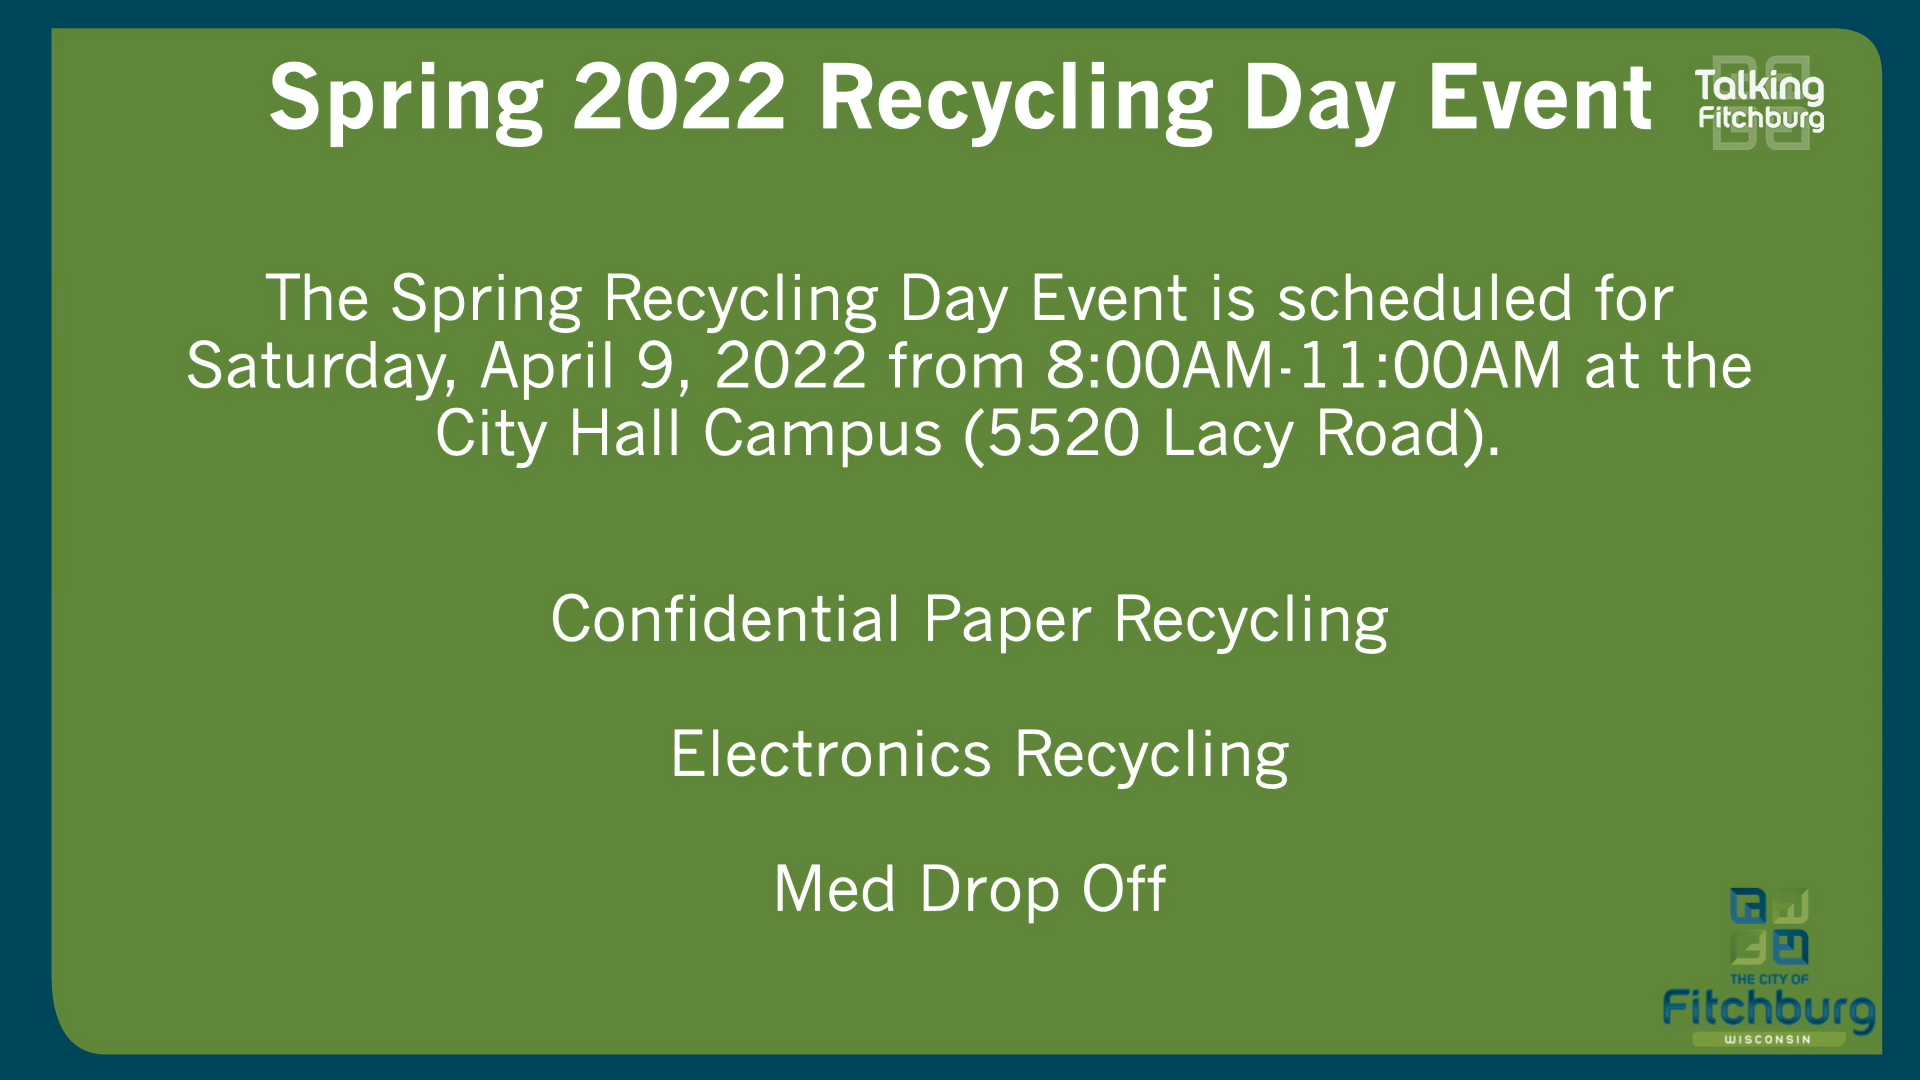 Spring 2022 Recycling Day Event
Talking
Fitchburg
The Spring Recycling Day Event is scheduled for
Saturday, April 9, 2022 from 8:00AM-11:00AM at the
City Hall Campus (5520 Lacy Road).
Confidential Paper Recycling
Electronics Recycling
Med Drop Off
THE CITY OF
Fitchburg
WISCONSIN